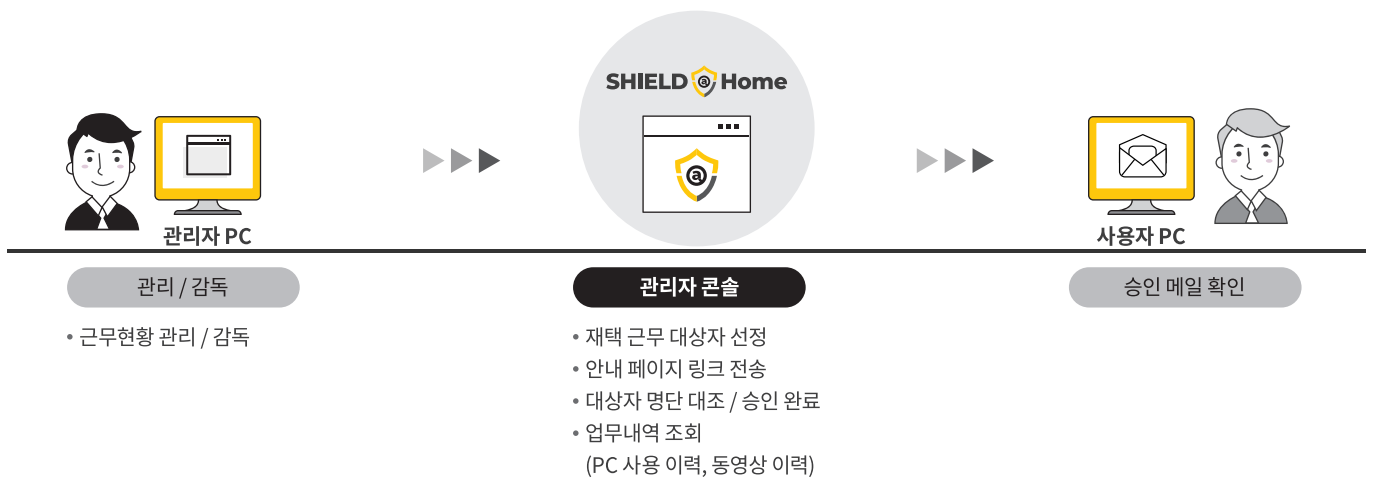 SHIELD @ Home
@
관리자 PC
사용자 PC
관리 / 감독
• 근무현황 관리 / 감독
관리자 콘솔
• 재택 근무 대상자 선정
• 안내 페이지 링크 전송
• 대상자 명단 대조 / 승인 완료
• 업무내역 조회
(PC 사용 이력, 동영상 이력)
승인 메일 확인